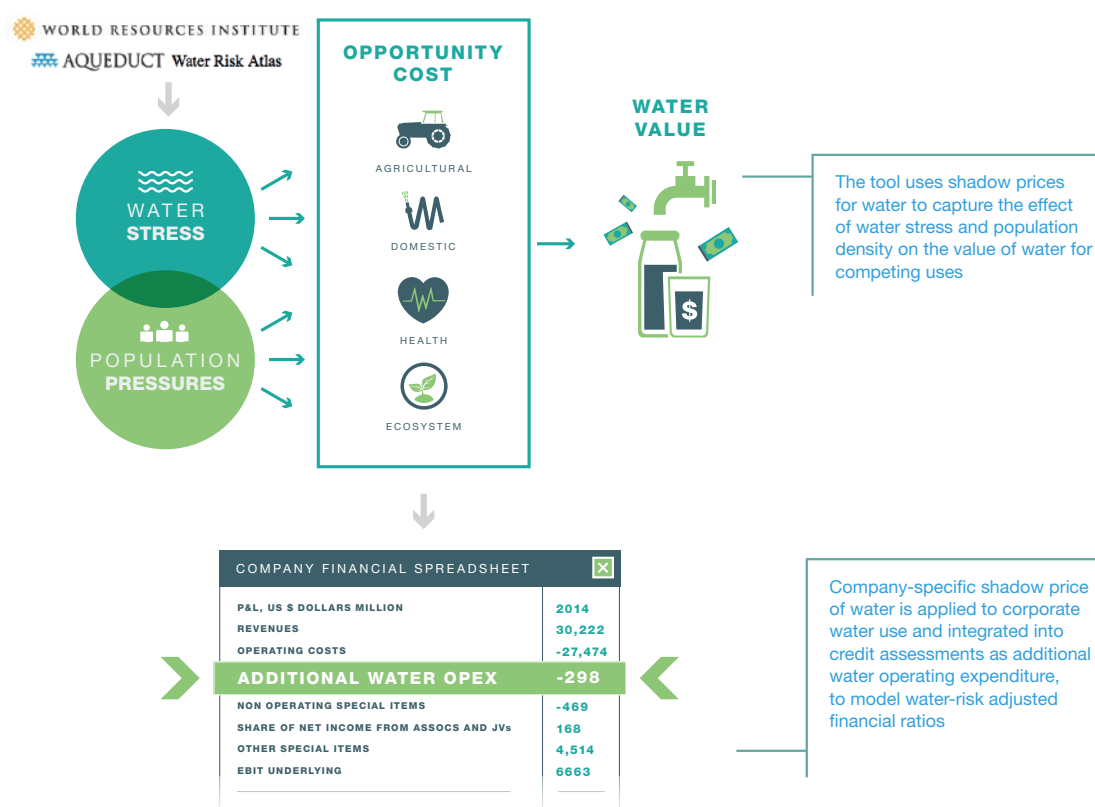 WORLD RESOURCES INSTITUTE
AQUEDUCT Water Risk Atlas
WATER
STRESS
POPULATION
PRESSURES
OPPORTUNITY
COST
AGRICULTURAL
DOMESTIC
HEALTH
ECOSYSTEM
WATER
VALUE
$
The tool uses shadow prices
for water to capture the effect
of water stress and population
density on the value of water for
competing uses
COMPANY FINANCIAL SPREADSHEET
P&L, US $ DOLLARS MILLION 2014
REVENUES 30,222
OPERATING COSTS -27,474
ADDITIONAL WATER OPEX -298
NON OPERATING SPECIAL ITEMS -469
SHARE OF NET INCOME FROM ASSOCS AND JVs 168
OTHER SPECIAL ITEMS 4,514
EBIT UNDERLYING 6663
Company-specific shadow price
of water is applied to corporate
water use and integrated into
credit assessments as additional
water operating expenditure,
to model water-risk adjusted
financial ratios